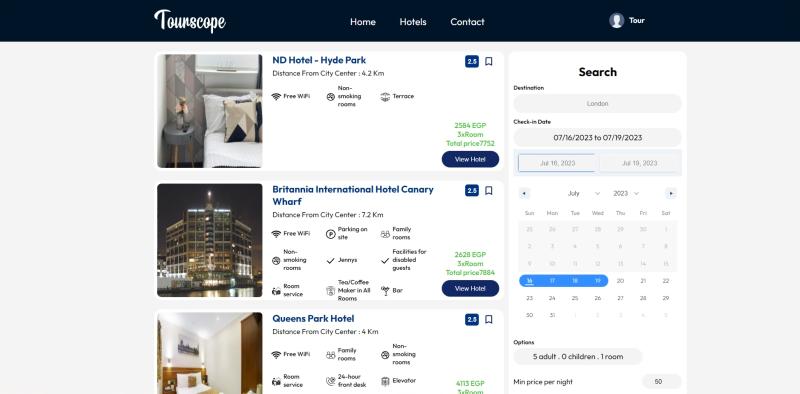 Tourscope
Home
Hotels
Contact
Tour
ND Hotel - Hyde Park
2.5
Distance From City Center : 4.2 Km
Free WiFi
Non-
smoking
rooms
Terrace
2584 EGP
3xRoom
Total price7752
View Hotel
Britannia International Hotel Canary
Wharf
2.5
Distance From City Center : 7.2 Km
Free WiFi
Parking on
site
Family
rooms
Non-
smoking
rooms
Jennys
Facilities for
disabled
guests
Room
service
Tea/Coffee
Maker in All
Rooms
Bar
2628 EGP
3xRoom
Total price7884
View Hotel
Queens Park Hotel
2.5
Distance From City Center : 4 Km
Free WiFi
Family
rooms
Non-
smoking
rooms
Room
service
24-hour
front desk
Elevator
4113 EGP
3xRoom
Search
Destination
London
Check-in Date
07/16/2023 to 07/19/2023
Jul 16, 2023
Jul 19, 2023
July
2023
Sun Mon Tue Wed Thu Fri Sat
25 26 27 28 29 30 1
2 3 4 5 6 7 8
9 10 11 12 13 14 15
16 17 18 19 20 21 22
23 24 25 26 27 28 29
30 31 1 2 3 4 5
Options
5 adult . 0 children . 1 room
Min price per night
50